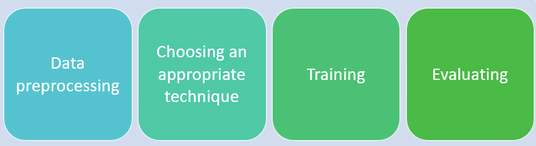 Data
preprocessing
Choosing an
appropriate
technique
Training
Evaluating